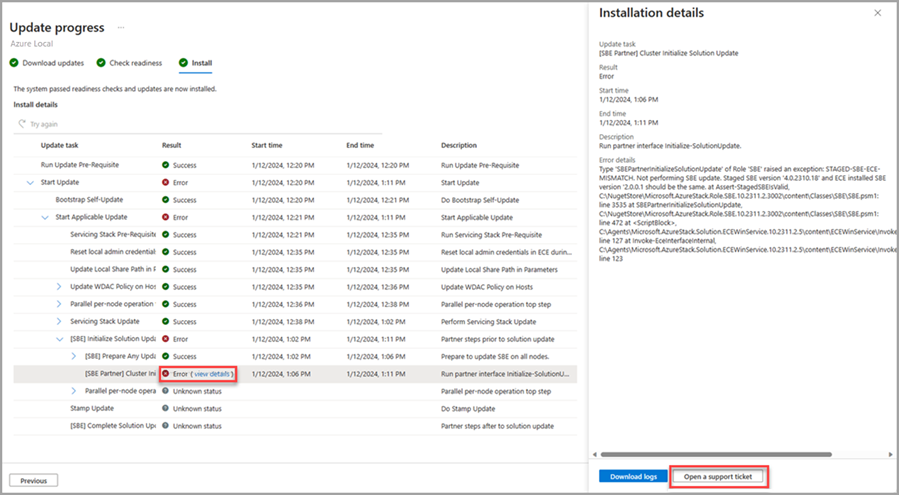 Update progress ...
Azure Local
Download updates Check readiness Install
The system passed readiness checks and updates are now installed.
Install details
Try again
Update task Result Start time End time Description
Run Update Pre-Requisite Success 1/12/2024, 12:20 PM 1/12/2024, 12:20 PM Run Update Pre-Requisite
Start Update Error 1/12/2024, 12:20 PM 1/12/2024, 1:11 PM Start Update
Bootstrap Self-Update Success 1/12/2024, 12:20 PM 1/12/2024, 12:21 PM Do Bootstrap Self-Update
Start Applicable Update Error 1/12/2024, 12:21 PM 1/12/2024, 1:11 PM Start Applicable Update
Servicing Stack Pre-Requisit Success 1/12/2024, 12:21 PM 1/12/2024, 12:35 PM Run Servicing Stack Pre-Requisite
Reset local admin credentials Success 1/12/2024, 12:35 PM 1/12/2024, 12:35 PM Reset local admin credentials in ECE durin...
Update Local Share Path in P Success 1/12/2024, 12:35 PM 1/12/2024, 12:35 PM Update Local Share Path in Parameters
Update WDAC Policy on Hosts Success 1/12/2024, 12:35 PM 1/12/2024, 12:36 PM Update WDAC Policy on Hosts
Parallel per-node operation Success 1/12/2024, 12:36 PM 1/12/2024, 12:38 PM Parallel per-node operation top step
Servicing Stack Update Success 1/12/2024, 12:38 PM 1/12/2024, 1:02 PM Perform Servicing Stack Update
[SBE] Initialize Solution Upda Error 1/12/2024, 1:02 PM 1/12/2024, 1:11 PM Partner steps prior to solution update
[SBE] Prepare Any Upda Success 1/12/2024, 1:02 PM 1/12/2024, 1:06 PM Prepare to update SBE on all nodes.
[SBE Partner] Cluster Ini Error ( view details ) 1/12/2024, 1:06 PM 1/12/2024, 1:11 PM Run partner interface Initialize-SolutionU...
Parallel per-node opera Unknown status Parallel per-node operation top step
Stamp Update Unknown status Do Stamp Update
[SBE] Complete Solution Upd Unknown status Partner steps after to solution update
Previous
Installation details
Update task
[SBE Partner] Cluster Initialize Solution Update
Result
Error
Start time
1/12/2024, 1:06 PM
End time
1/12/2024, 1:11 PM
Description
Run partner interface Initialize-SolutionUpdate.
Error details
Type 'SBEPartnerInitializeSolutionUpdate' of Role 'SBE' raised an exception: STAGED-SBE-ECE-
MISMATCH. Not performing SBE update. Staged SBE version '4.0.2310.18' and ECE installed SBE
version '2.0.0.1 should be the same. at Assert-StagedSBEIsValid,
C:\NugetStore\Microsoft.AzureStack.Role.SBE.10.2311.2.3002\content\Classes\SBE\SBE.psm1:
line 3535 at SBEPartnerInitializeSolutionUpdate,
C:\NugetStore\Microsoft.AzureStack.Role.SBE.10.2311.2.3002\content\Classes\SBE\SBE.psm1:
line 472 at <ScriptBlock>,
C:\Agents\Microsoft.AzureStack.Solution.ECEWinService.10.2311.2.5\content\ECEWinService\Invoke
line 127 at Invoke-EceInterfaceInternal,
C:\Agents\Microsoft.AzureStack.Solution.ECEWinService.10.2311.2.5\content\ECEWinService\Invoke
line 123
Download logs Open a support ticket